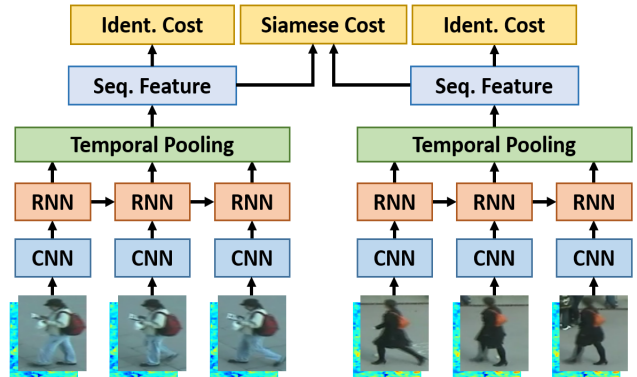 Ident. Cost Siamese Cost Ident. Cost
Seq. Feature Seq. Feature
Temporal Pooling Temporal Pooling
RNN RNN RNN RNN RNN RNN
CNN CNN CNN CNN CNN CNN